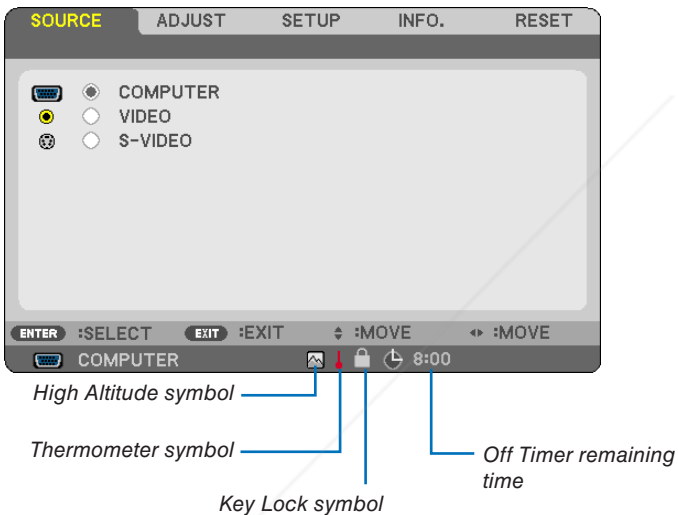 SOURCE ADJUST SETUP INFO. RESET
COMPUTER
VIDEO
S-VIDEO
ENTER :SELECT EXIT :EXIT :MOVE :MOVE
COMPUTER 8:00
High Altitude symbol
Thermometer symbol
Off Timer remaining
time
Key Lock symbol